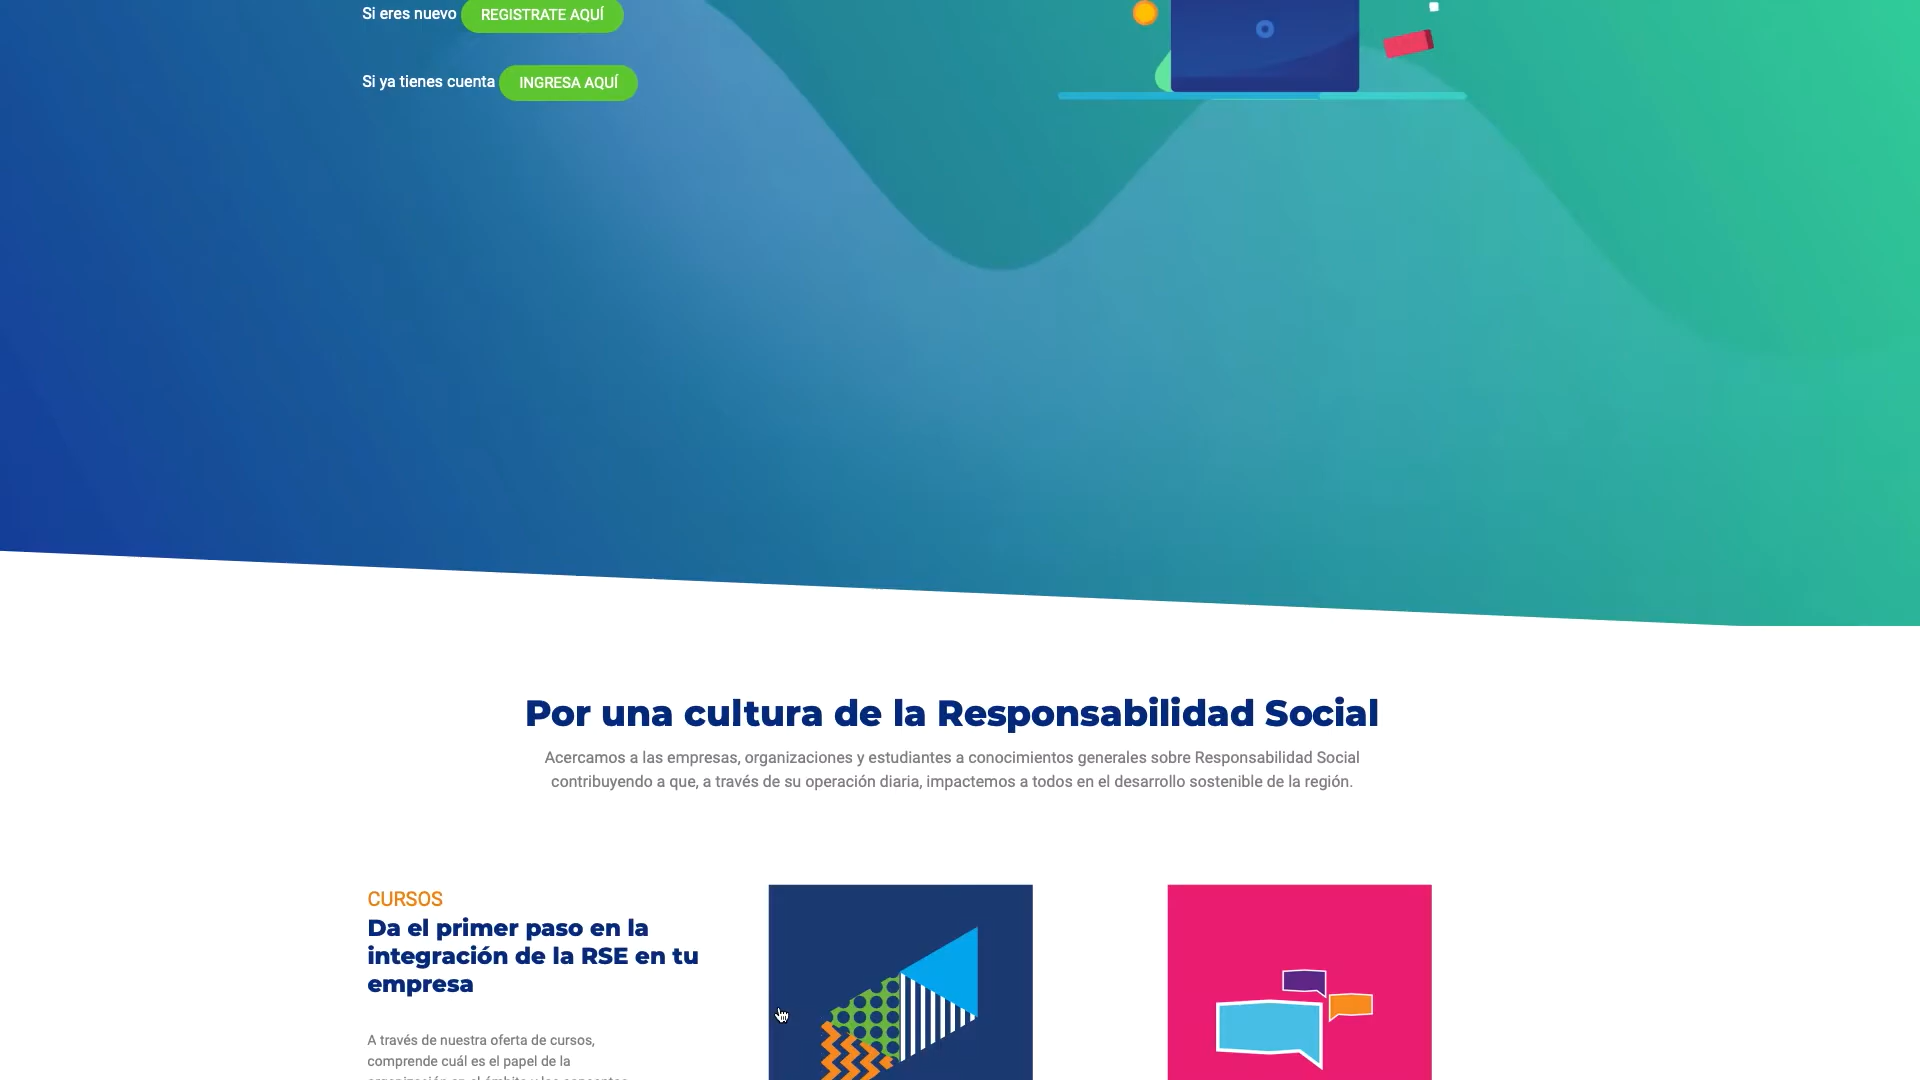 Si eres nuevo REGISTRATE AQUÍ
Si ya tienes cuenta INGRESA AQUÍ
Por una cultura de la Responsabilidad Social
Acercamos a las empresas, organizaciones y estudiantes a conocimientos generales sobre Responsabilidad Social
contribuyendo a que, a través de su operación diaria, impactemos a todos en el desarrollo sostenible de la región.
CURSOS
Da el primer paso en la
integración de la RSE en tu
empresa
A través de nuestra oferta de cursos,
comprende cuál es el papel de la